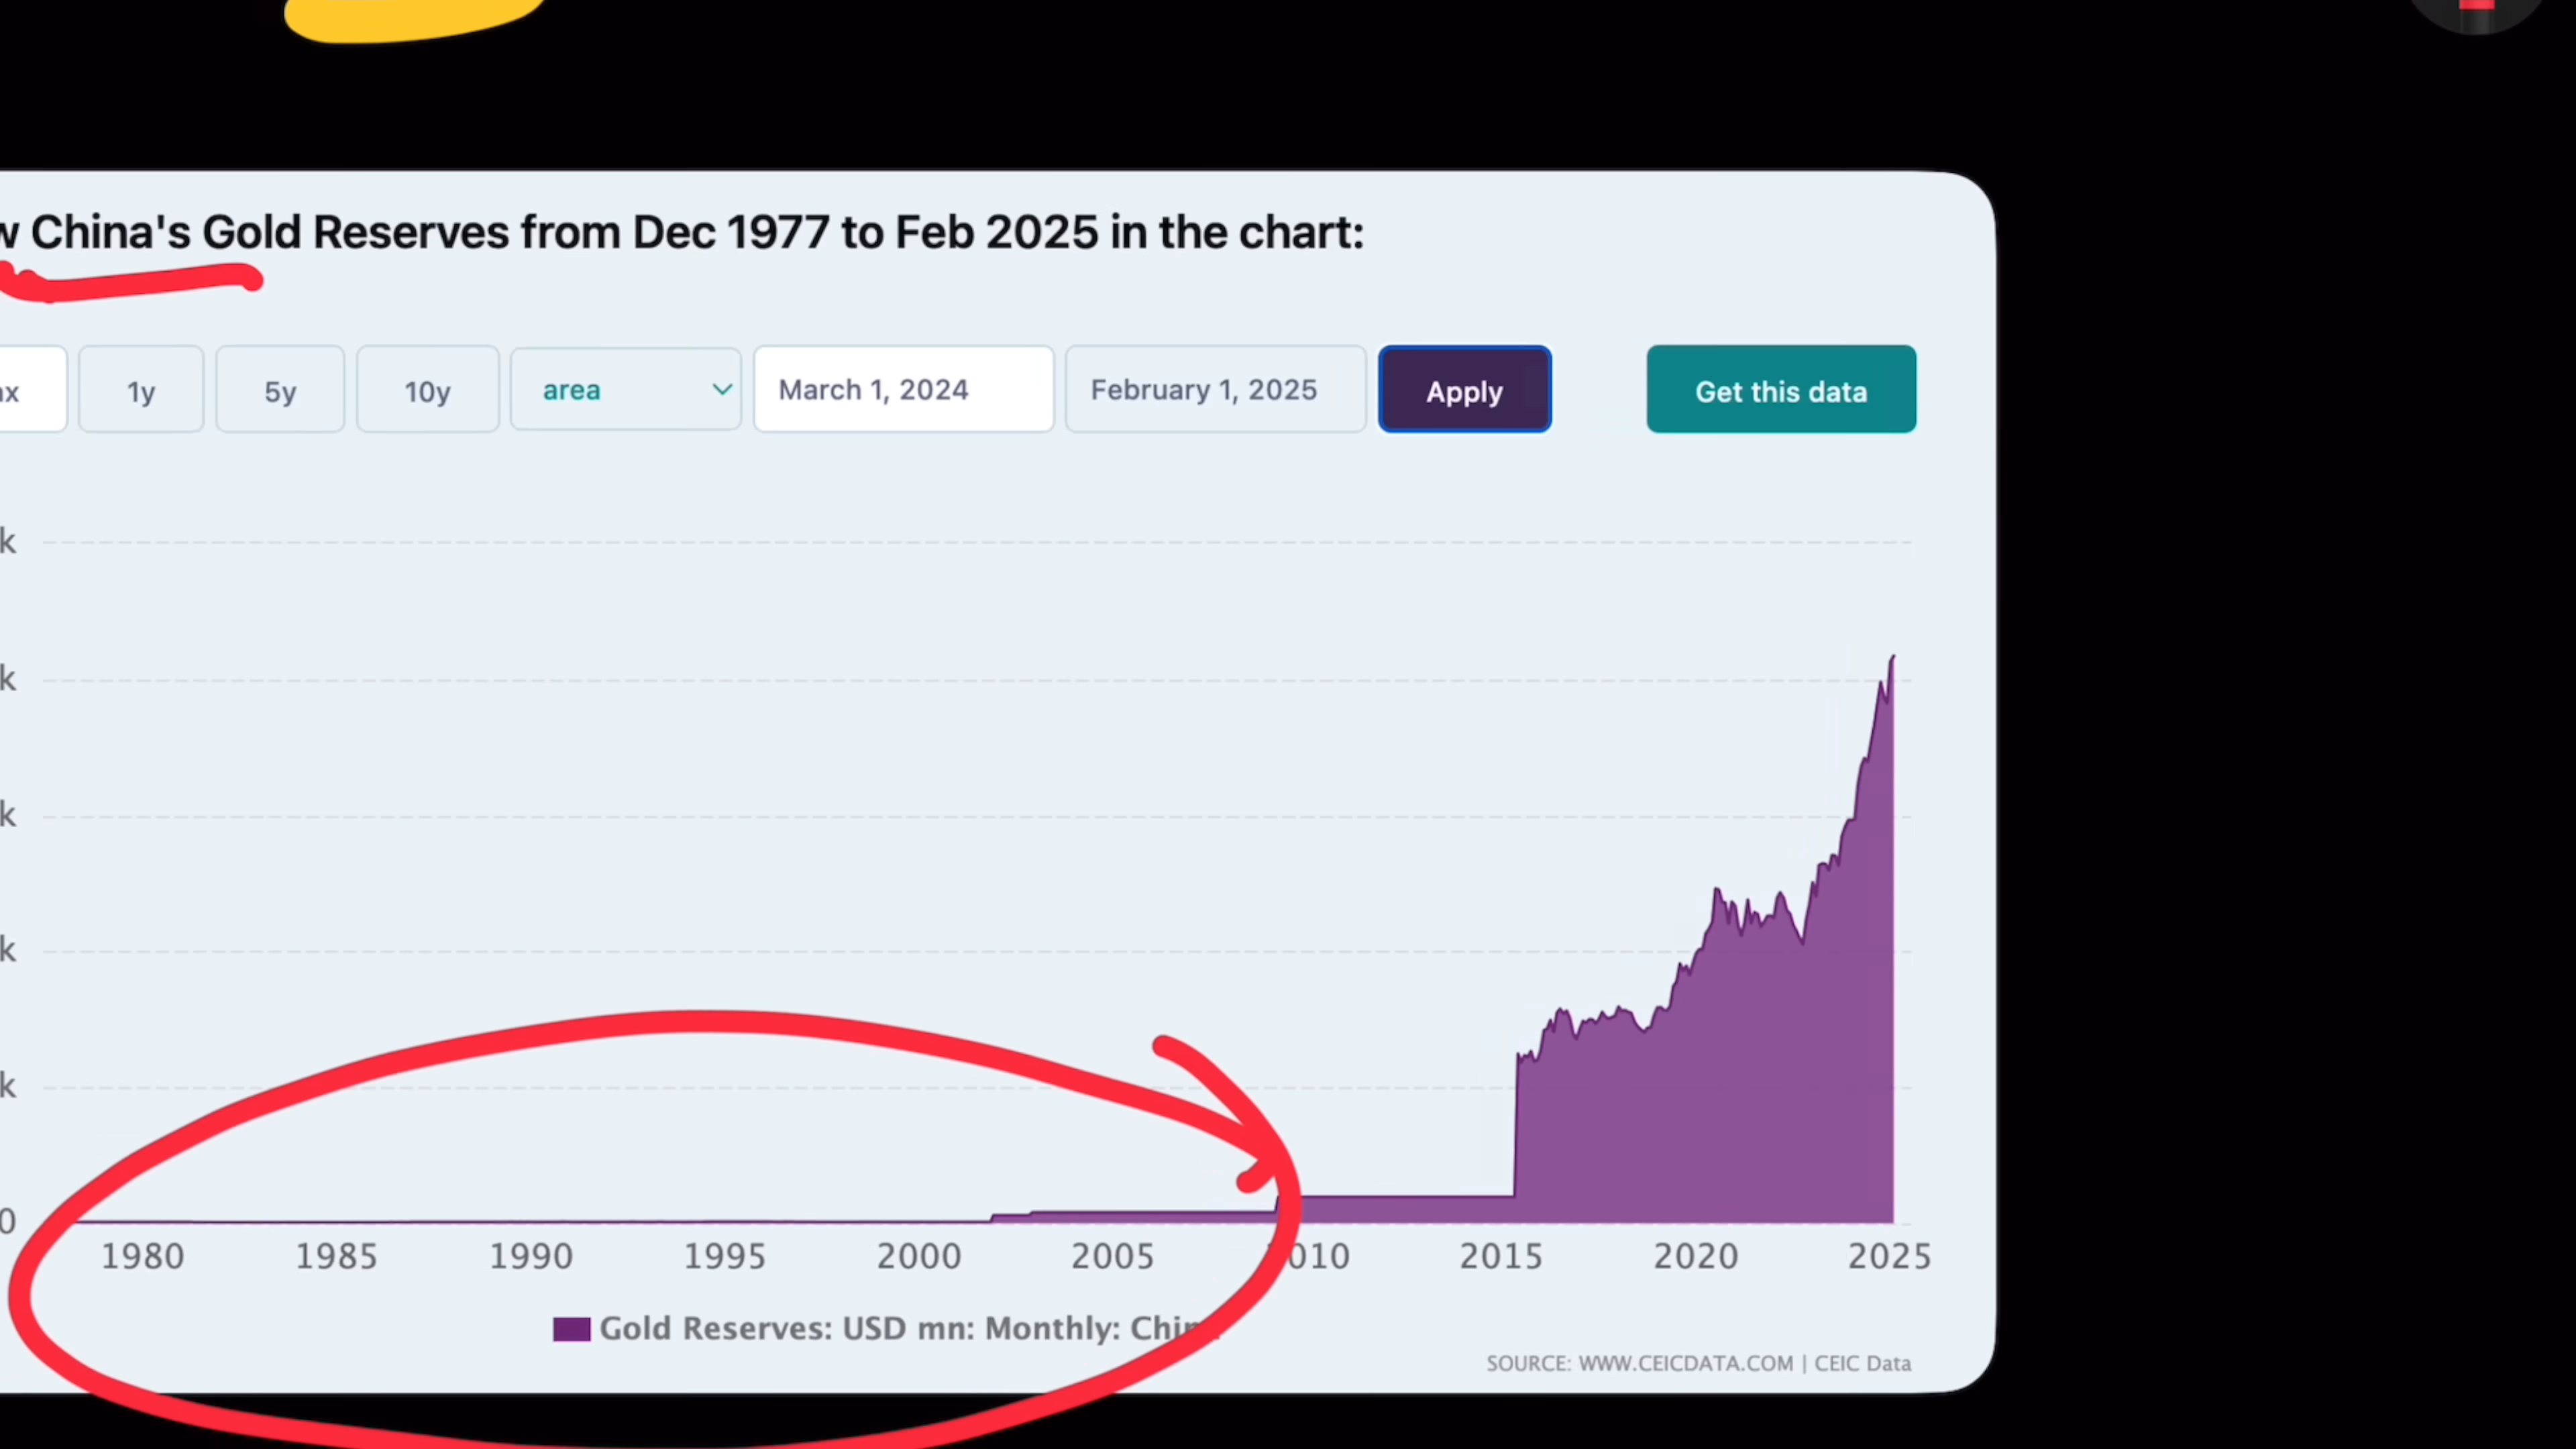 China's Gold Reserves from Dec 1977 to Feb 2025 in the chart:
1y 5y 10y area March 1, 2024 February 1, 2025 Apply Get this data
k
k
k
k
k
0
1980 1985 1990 1995 2000 2005 2015 2020 2025
Gold Reserves: USD mn: Monthly:
SOURCE: WWW.CEICDATA.COM | CEIC Data